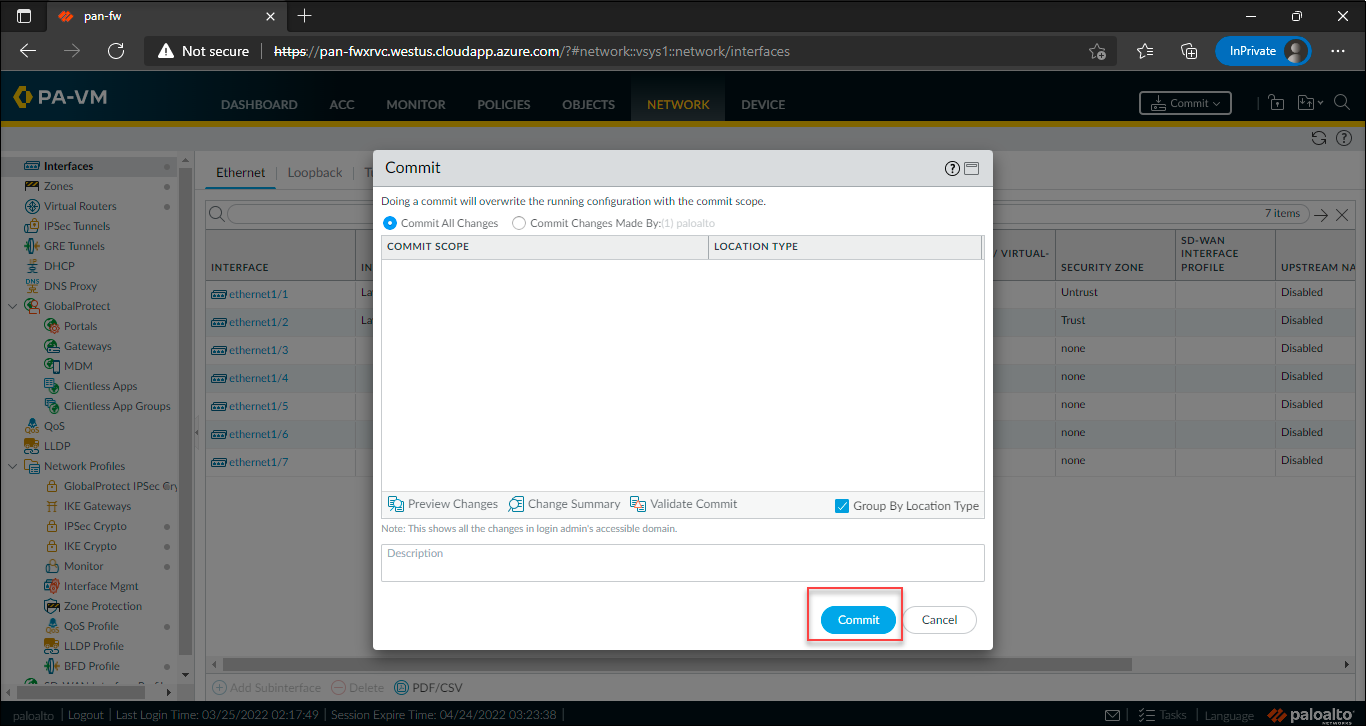 pan-fw
Not secure
https://pan-fwxrvc.westus.cloudapp.azure.com/?#network::vsys1::network/interfaces
InPrivate
PA-VM
DASHBOARD
ACC
MONITOR
POLICIES
OBJECTS
NETWORK
DEVICE
Commit
Interfaces
Zones
Virtual Routers
IPSec Tunnels
GRE Tunnels
DHCP
DNS Proxy
GlobalProtect
Portals
Gateways
MDM
Clientless Apps
Clientless App Groups
QoS
LLDP
Network Profiles
GlobalProtect IPSec Cry
IKE Gateways
IPSec Crypto
IKE Crypto
Monitor
Interface Mgmt
Zone Protection
QoS Profile
LLDP Profile
BFD Profile
Ethernet
Loopback
7 items
INTERFACE
/ VIRTUAL-
SECURITY ZONE
SD-WAN
INTERFACE
PROFILE
UPSTREAM NA
ethernet1/1 La Untrust Disabled
ethernet1/2 La Trust Disabled
ethernet1/3 none Disabled
ethernet1/4 none Disabled
ethernet1/5 none Disabled
ethernet1/6 none Disabled
ethernet1/7 none Disabled
Commit
Doing a commit will overwrite the running configuration with the commit scope.
Commit All Changes
Commit Changes Made By:(1) paloalto
COMMIT SCOPE
LOCATION TYPE
Preview Changes
Change Summary
Validate Commit
Group By Location Type
Note: This shows all the changes in login admin's accessible domain.
Description
Commit
Cancel
Add Subinterface
Delete
PDF/CSV
paloalto | Logout | Last Login Time: 03/25/2022 02:17:49 | Session Expire Time: 04/24/2022 03:23:38 |
Tasks | Language
paloalto
NETWORKS